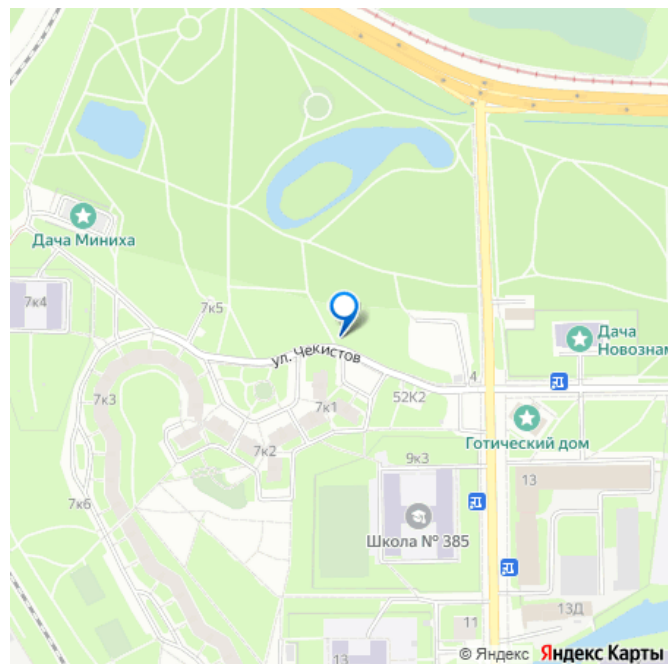 Дача Миниха
7к4
7к5
ул. Чекистов
Дача
Новознам
4
7к3
7к1
52К2
Готический дом
7к2
9к3
13
7к6
Школа № 385
13Д
11
13
© Яндекс Яндекс Карты